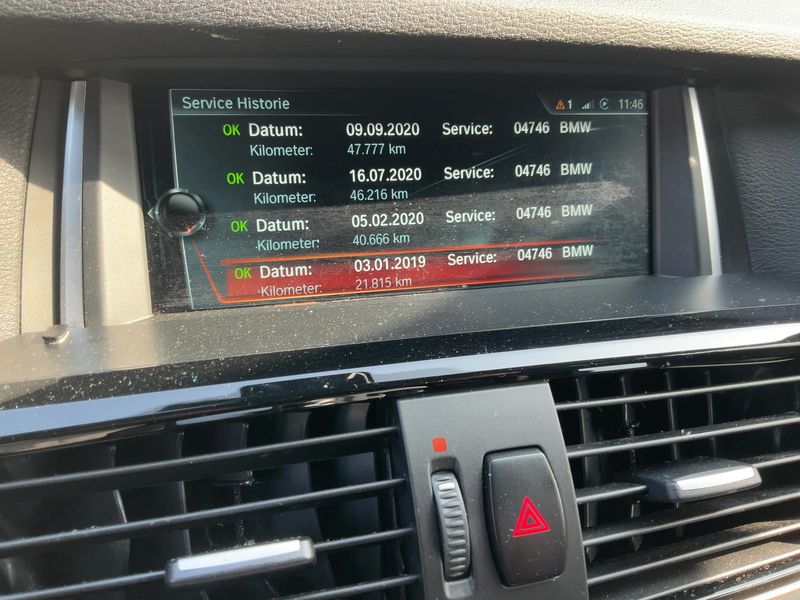 Service Historie 1 11:46
OK Datum: 09.09.2020 Service: 04746 BMW
Kilometer: 47.777 km
OK Datum: 16.07.2020 Service: 04746 BMW
Kilometer: 46.216 km
OK Datum: 05.02.2020 Service: 04746 BMW
Kilometer: 40.666 km
OK Datum: 03.01.2019 Service: 04746 BMW
Kilometer: 21.815 km